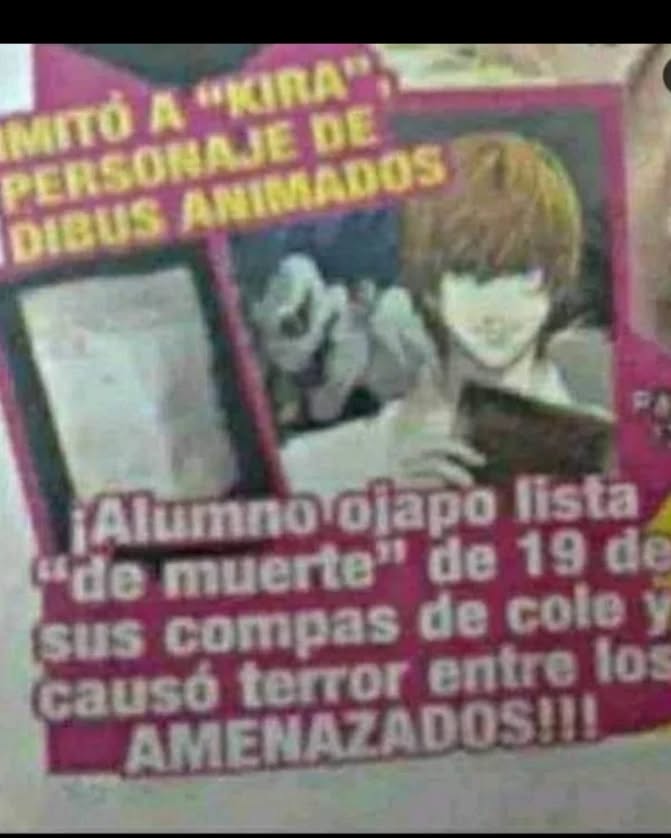 IMITÓ A "KIRA",
PERSONAJE DE
DIBUS ANIMADOS
¡Alumno ojapo lista
"de muerte" de 19 de
sus compas de cole y
causó terror entre los
AMENAZADOS!!!